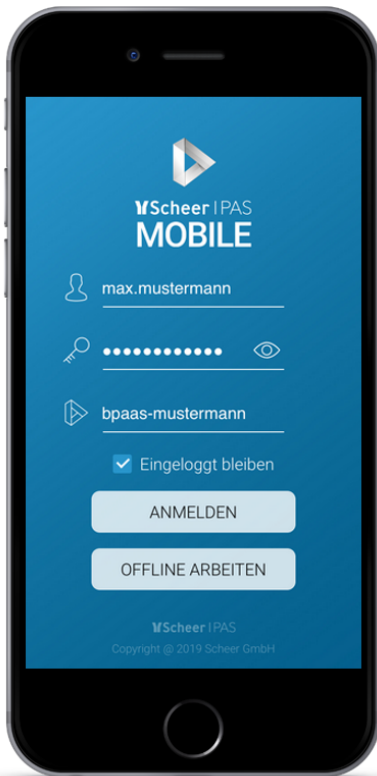 Scheer | PAS
MOBILE
max.mustermann
••••••••••••
bpaas-mustermann
Eingeloggt bleiben
ANMELDEN
OFFLINE ARBEITEN
Scheer | PAS
Copyright @ 2019 Scheer GmbH